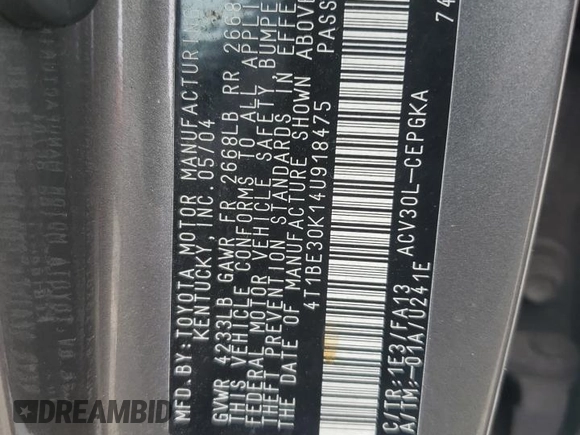 MFD.BY:TOYOTA MOTOR MANUFACTURING
KENTUCKY, INC. 05/04
GVWR 4233LB GAWR FR 2668LB RR 2668
THIS VEHICLE CONFORMS TO ALL APPLI
FEDERAL MOTOR VEHICLE SAFETY, BUMPE
THEFT PREVENTION STANDARDS IN EFFE
THE DATE OF MANUFACTURE SHOWN ABOVE
4T1BE30K14U918475 PASS
C/TR:1E3/FA13 ACV30L-CEPGKA
A/TM:-01A/U241E 74
DREAMBID